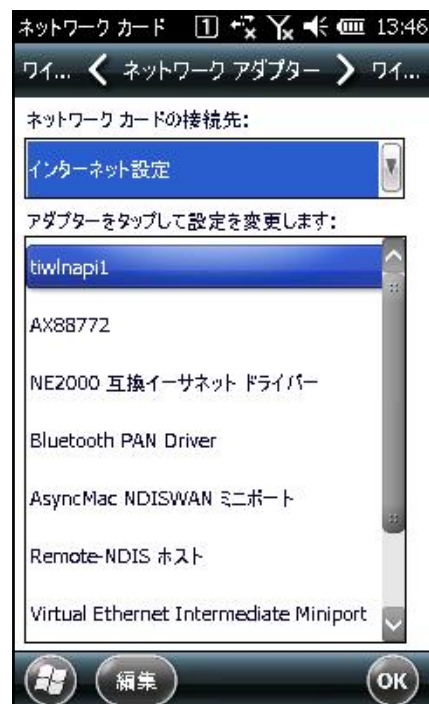 ネットワーク カード 1 13:46
ワイ... ネットワーク アダプター ワイ...
ネットワーク カードの接続先:
インターネット設定
アダプターをタップして設定を変更します:
tiwlnapi1
AX88772
NE2000 互換イーサネット ドライバー
Bluetooth PAN Driver
AsyncMac NDISWAN ミニポート
Remote-NDIS ホスト
Virtual Ethernet Intermediate Miniport
編集 OK